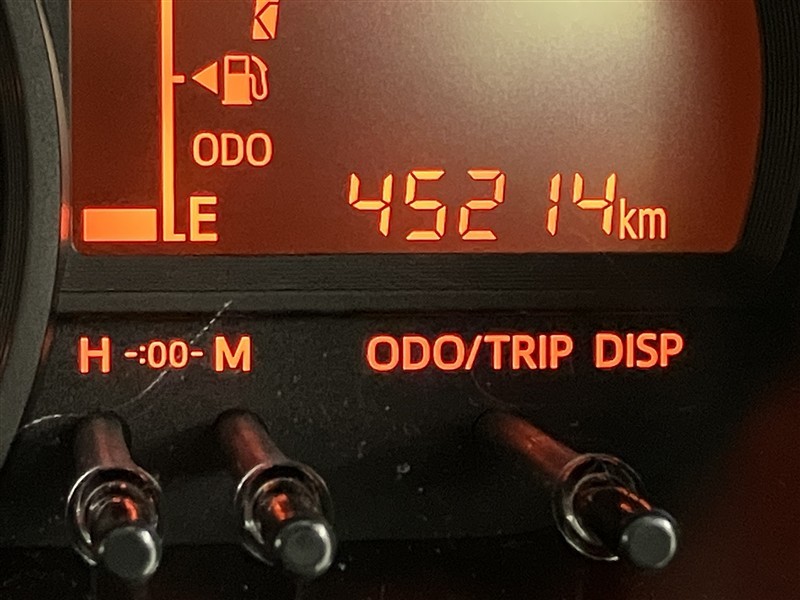 ODO
E 45214km
H -:00- M ODO/TRIP DISP